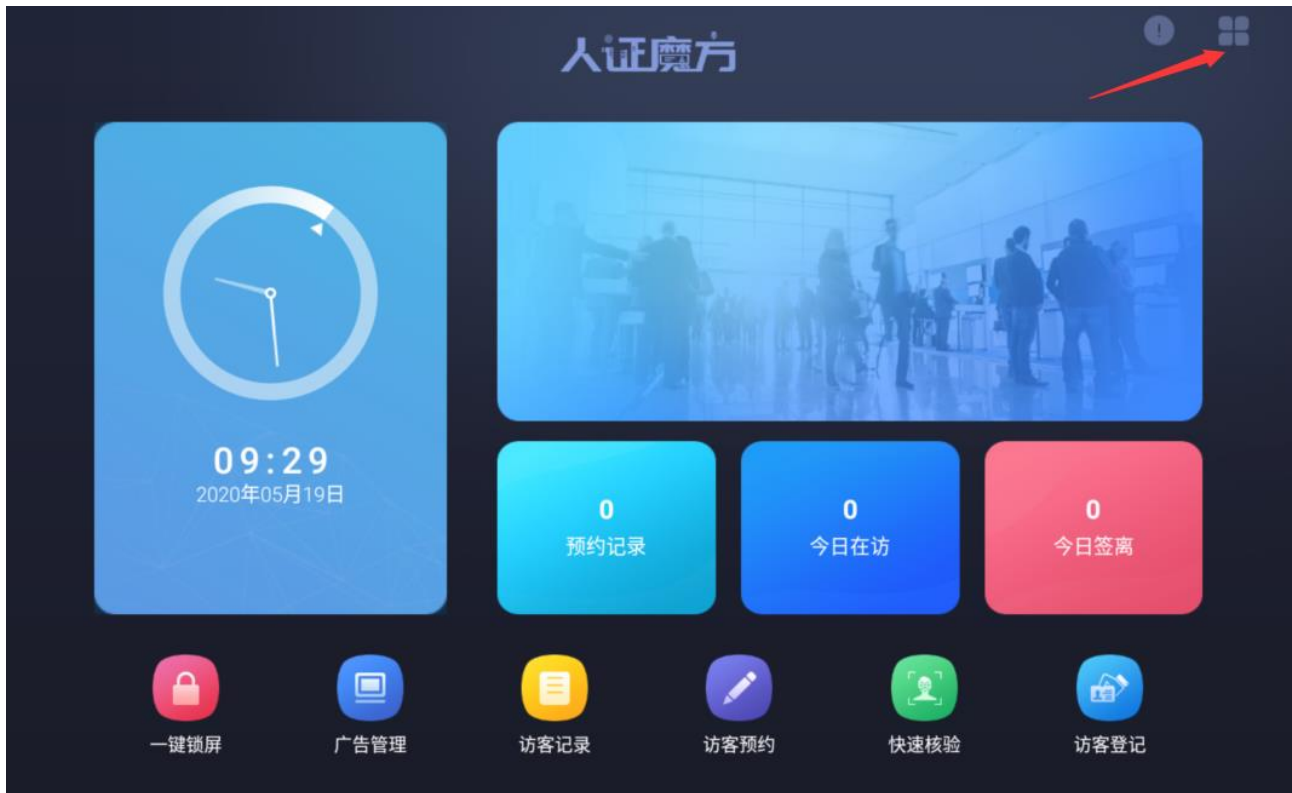 人证魔方
09:29
2020年05月19日
0
预约记录
0
今日在访
0
今日签离
一键锁屏
广告管理
访客记录
访客预约
快速核验
访客登记